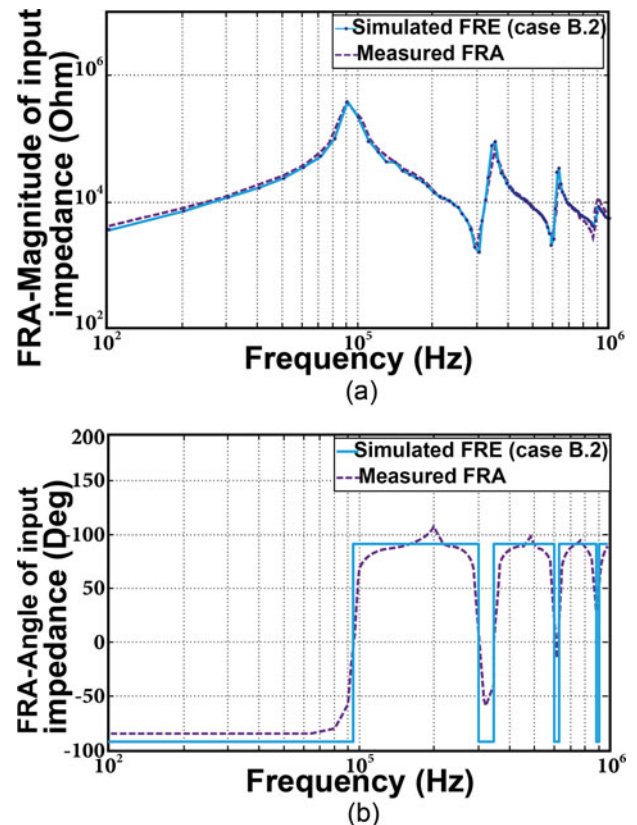 Simulated FRE (case B.2)
Measured FRA
FRA-Magnitude of input
impedance (Ohm)
10^6
10^4
10^2
10^2
10^5
10^6
Frequency (Hz)
(a)
Simulated FRE (case B.2)
Measured FRA
FRA-Angle of input
impedance (Deg)
200
150
100
50
0
-50
-100
10^2
10^5
10^6
Frequency (Hz)
(b)